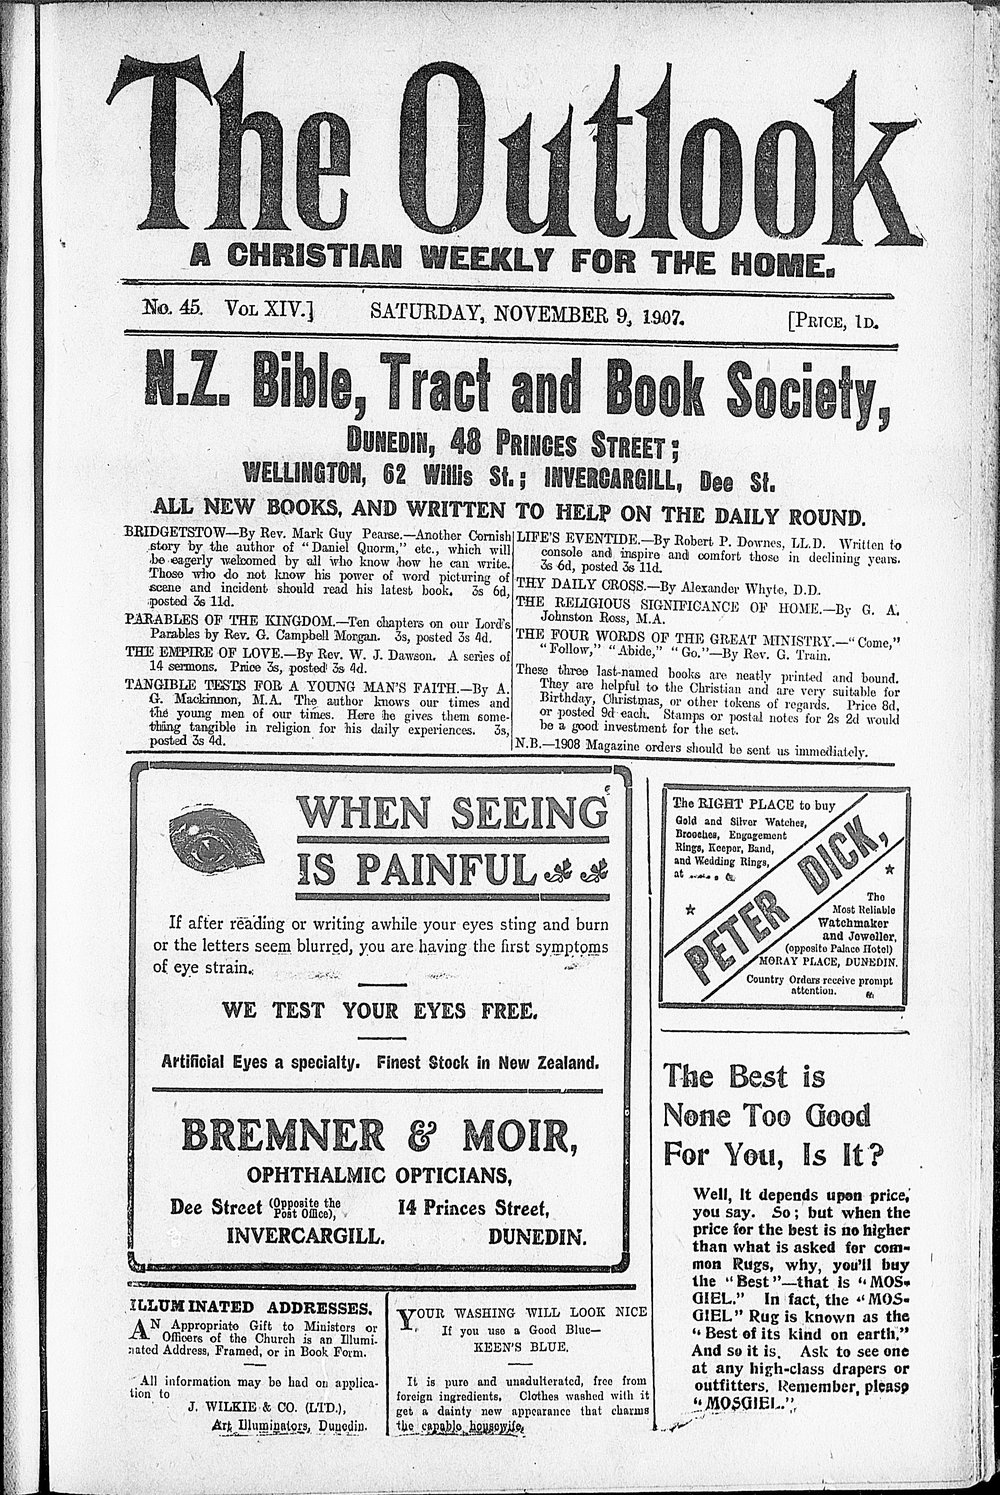 The Outlook
A CHRISTIAN WEEKLY FOR THE HOME.
No. 45. VOL XIV.]
SATURDAY, NOVEMBER 9, 1907.
[PRICE, 1D.
N.Z. Bible, Tract and Book Society,
DUNEDIN, 48 PRINCES STREET;
WELLINGTON, 62 Willis St.; INVERCARGILL, Dee St.
ALL NEW BOOKS, AND WRITTEN TO HELP ON THE DAILY ROUND.
BRIDGETSTOW—By Rev. Mark Guy Pearse.—Another Cornish
story by the author of "Daniel Quorm," etc., which will
be eagerly welcomed by all who know how he can write.
Those who do not know his power of word picturing of
scene and incident should read his latest book. 3s 6d,
posted 3s 11d.
PARABLES OF THE KINGDOM.—Ten chapters on our Lord's
Parables by Rev. G. Campbell Morgan. 3s, posted 3s 4d.
THE EMPIRE OF LOVE.—By Rev. W. J. Dawson. A series of
14 sermons. Price 3s, posted 3s 4d.
TANGIBLE TESTS FOR A YOUNG MAN'S FAITH.—By A.
G. Mackinnon, M.A. The author knows our times and
the young men of our times. Here he gives them some-
thing tangible in religion for his daily experiences. 3s,
posted 3s 4d.
LIFE'S EVENTIDE.—By Robert P. Downes, LL.D. Written to
console and inspire and comfort those in declining years.
3s 6d, posted 3s 11d.
THY DAILY CROSS.—By Alexander Whyte, D.D.
THE RELIGIOUS SIGNIFICANCE OF HOME.—By G. A.
Johnston Ross, M.A.
THE FOUR WORDS OF THE GREAT MINISTRY.—"Come,"
"Follow," "Abide," "Go."—By Rev. G. Train.
These three last-named books are neatly printed and bound.
They are helpful to the Christian and are very suitable for
Birthday, Christmas, or other tokens of regards. Price 8d,
or posted 9d each. Stamps or postal notes for 2s 2d would
be a good investment for the set.
N.B.—1908 Magazine orders should be sent us immediately.
WHEN SEEING
IS PAINFUL
If after reading or writing awhile your eyes sting and burn
or the letters seem blurred, you are having the first symptoms
of eye strain.
WE TEST YOUR EYES FREE.
Artificial Eyes a specialty. Finest Stock in New Zealand.
BREMNER & MOIR,
OPHTHALMIC OPTICIANS,
Dee Street (Opposite the Post Office),
INVERCARGILL.
14 Princes Street,
DUNEDIN.
The RIGHT PLACE to buy
Gold and Silver Watches,
Brooches, Engagement
Rings, Keeper, Band,
and Wedding Rings,
at
PETER DICK,
The
Most Reliable
Watchmaker
and Jeweller,
(opposite Palace Hotel)
MORAY PLACE, DUNEDIN.
Country Orders receive prompt
attention.
The Best is
None Too Good
For You, Is It?
Well, It depends upon price,
you say. So; but when the
price for the best is no higher
than what is asked for com-
mon Rugs, why, you'll buy
the "Best"—that is "MOS-
GIEL." In fact, the "MOS-
GIEL" Rug is known as the
"Best of its kind on earth."
And so it is. Ask to see one
at any high-class drapers or
outfitters. Remember, please
"MOSGIEL."
ILLUMINATED ADDRESSES.
AN Appropriate Gift to Ministers or
Officers of the Church is an Illumi-
nated Address, Framed, or in Book Form.
All information may be had on applica-
tion to
J. WILKIE & CO. (LTD.),
Art Illuminators, Dunedin.
YOUR WASHING WILL LOOK NICE
If you use a Good Blue—
KEEN'S BLUE.
It is pure and unadulterated, free from
foreign ingredients. Clothes washed with it
get a dainty new appearance that charms
the capable housewife.